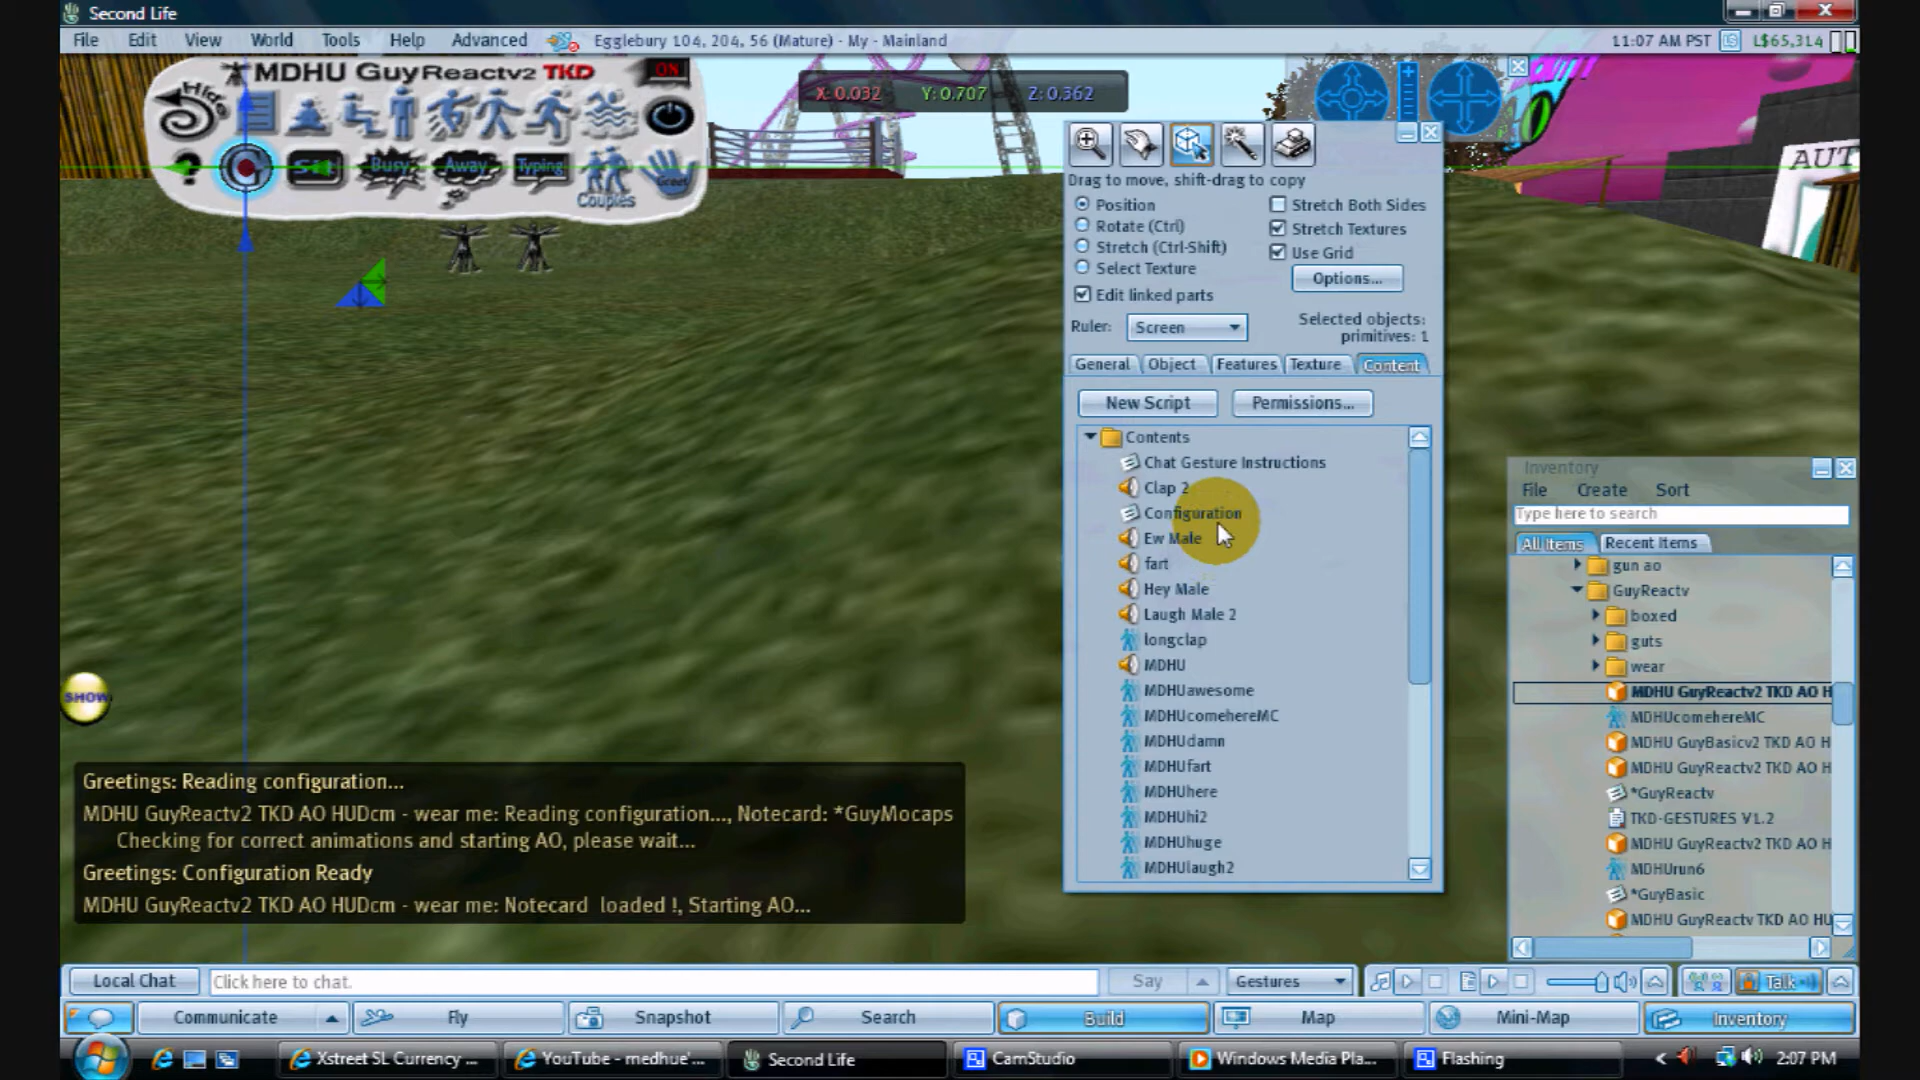 Second Life
File Edit View World Tools Help Advanced Egglebury 104, 204, 56 (Mature) - My - Mainland 11:07 AM PST L$65,314
MDHU GuyReactv2 TKD ON
Hide
? Sit Busy Away Typing Couples Greet
X: 0.032 Y: 0.707 Z: 0.362
Drag to move, shift-drag to copy
Position
Rotate (Ctrl)
Stretch (Ctrl-Shift)
Select Texture
Edit linked parts
Stretch Both Sides
Stretch Textures
Use Grid
Options...
Ruler: Screen
Selected objects:
primitives: 1
General Object Features Texture Content
New Script Permissions...
Contents
Chat Gesture Instructions
Clap 2
Configuration
Ew Male
fart
Hey Male
Laugh Male 2
longclap
MDHU
MDHUawesome
MDHUcomehereMC
MDHUdamn
MDHUfart
MDHUhere
MDHUhi2
MDHUhuge
MDHUlaugh2
AUT
Inventory
File Create Sort
Type here to search
All Items Recent Items
gun ao
GuyReactv
boxed
guts
wear
MDHU GuyReactv2 TKD AO H
MDHUcomehereMC
MDHU GuyBasicv2 TKD AO H
MDHU GuyReactv2 TKD AO H
*GuyReactv
TKD-GESTURES V1.2
MDHU GuyReactv2 TKD AO H
MDHUrun6
*GuyBasic
MDHU GuyReactv TKD AO HU
SHOW
Greetings: Reading configuration...
MDHU GuyReactv2 TKD AO HUDcm - wear me: Reading configuration..., Notecard: *GuyMocaps
Checking for correct animations and starting AO, please wait...
Greetings: Configuration Ready
MDHU GuyReactv2 TKD AO HUDcm - wear me: Notecard loaded !, Starting AO...
Local Chat Click here to chat. Say Gestures Talk
Communicate Fly Snapshot Search Build Map Mini-Map Inventory
Xstreet SL Currency ... YouTube - medhue'... Second Life CamStudio Windows Media Pla... Flashing < 2:07 PM